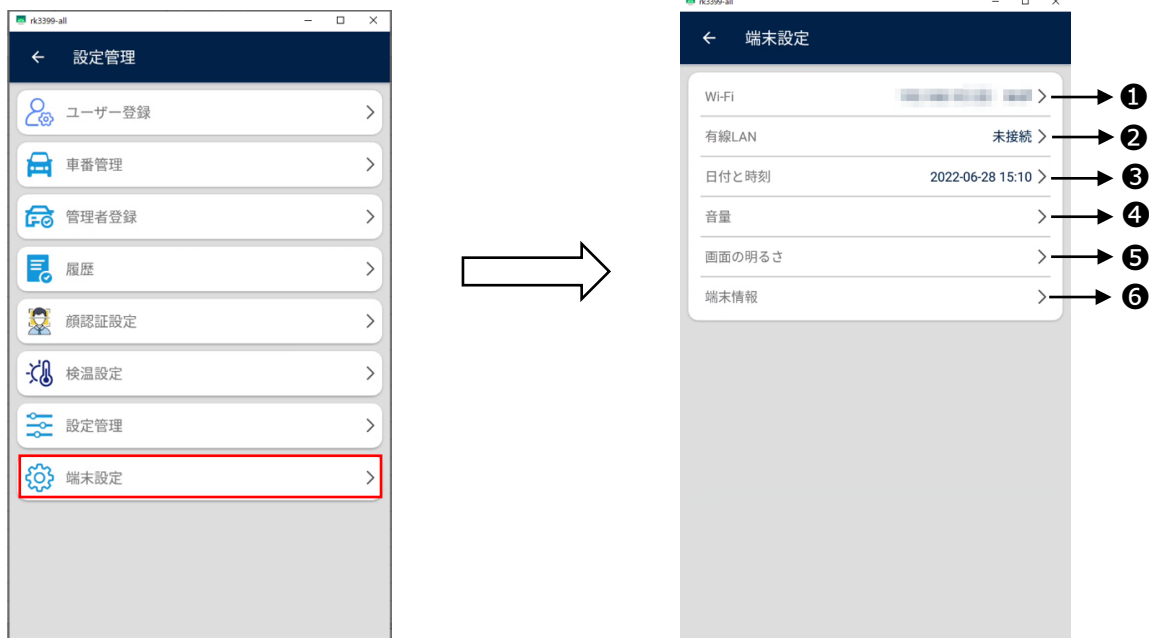 rk3399-all
設定管理
ユーザー登録
車番管理
管理者登録
履歴
顔認証設定
検温設定
設定管理
端末設定
rk3399-all
端末設定
Wi-Fi
❶
有線LAN 未接続
❷
日付と時刻 2022-06-28 15:10
❸
音量
❹
画面の明るさ
❺
端末情報
❻